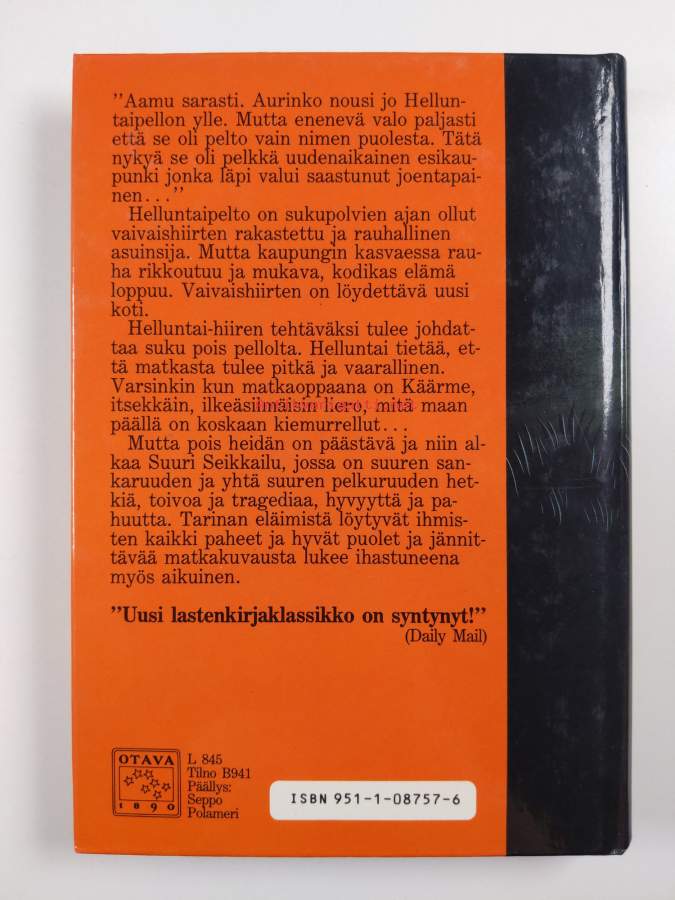 ”Aamu sarasti. Aurinko nousi jo Hellun-
taipellon ylle. Mutta enenevä valo paljasti
että se oli pelto vain nimen puolesta. Tätä
nykyä se oli pelkkä uudenaikainen esikau-
punki jonka läpi valui saastunut joentapai-
nen...”
Helluntaipelto on sukupolvien ajan ollut
vaivaishiirten rakastettu ja rauhallinen
asuinsija. Mutta kaupungin kasvaessa rau-
ha rikkoutuu ja mukava, kodikas elämä
loppuu. Vaivaishiirten on löydettävä uusi
koti.
Helluntai-hiiren tehtäväksi tulee johdat-
taa suku pois pellolta. Helluntai tietää, et-
tä matkasta tulee pitkä ja vaarallinen.
Varsinkin kun matkaoppaana on Käärme,
itsekkäin, ilkeäsilmäisin liero, mitä maan
päällä on koskaan kiemurrellut...
Mutta pois heidän on päästävä ja niin al-
kaa Suuri Seikkailu, jossa on suuren san-
karuuden ja yhtä suuren pelkuruuden het-
kiä, toivoa ja tragediaa, hyvyyttä ja pa-
huutta. Tarinan eläimistä löytyvät ihmis-
ten kaikki paheet ja hyvät puolet ja jännit-
tävää matkakuvausta lukee ihastuneena
myös aikuinen.
”Uusi lastenkirjaklassikko on syntynyt!”
(Daily Mail)
OTAVA
1890
L 845
Tilno B941
Päällys:
Seppo
Polameri
ISBN 951-1-08757-6